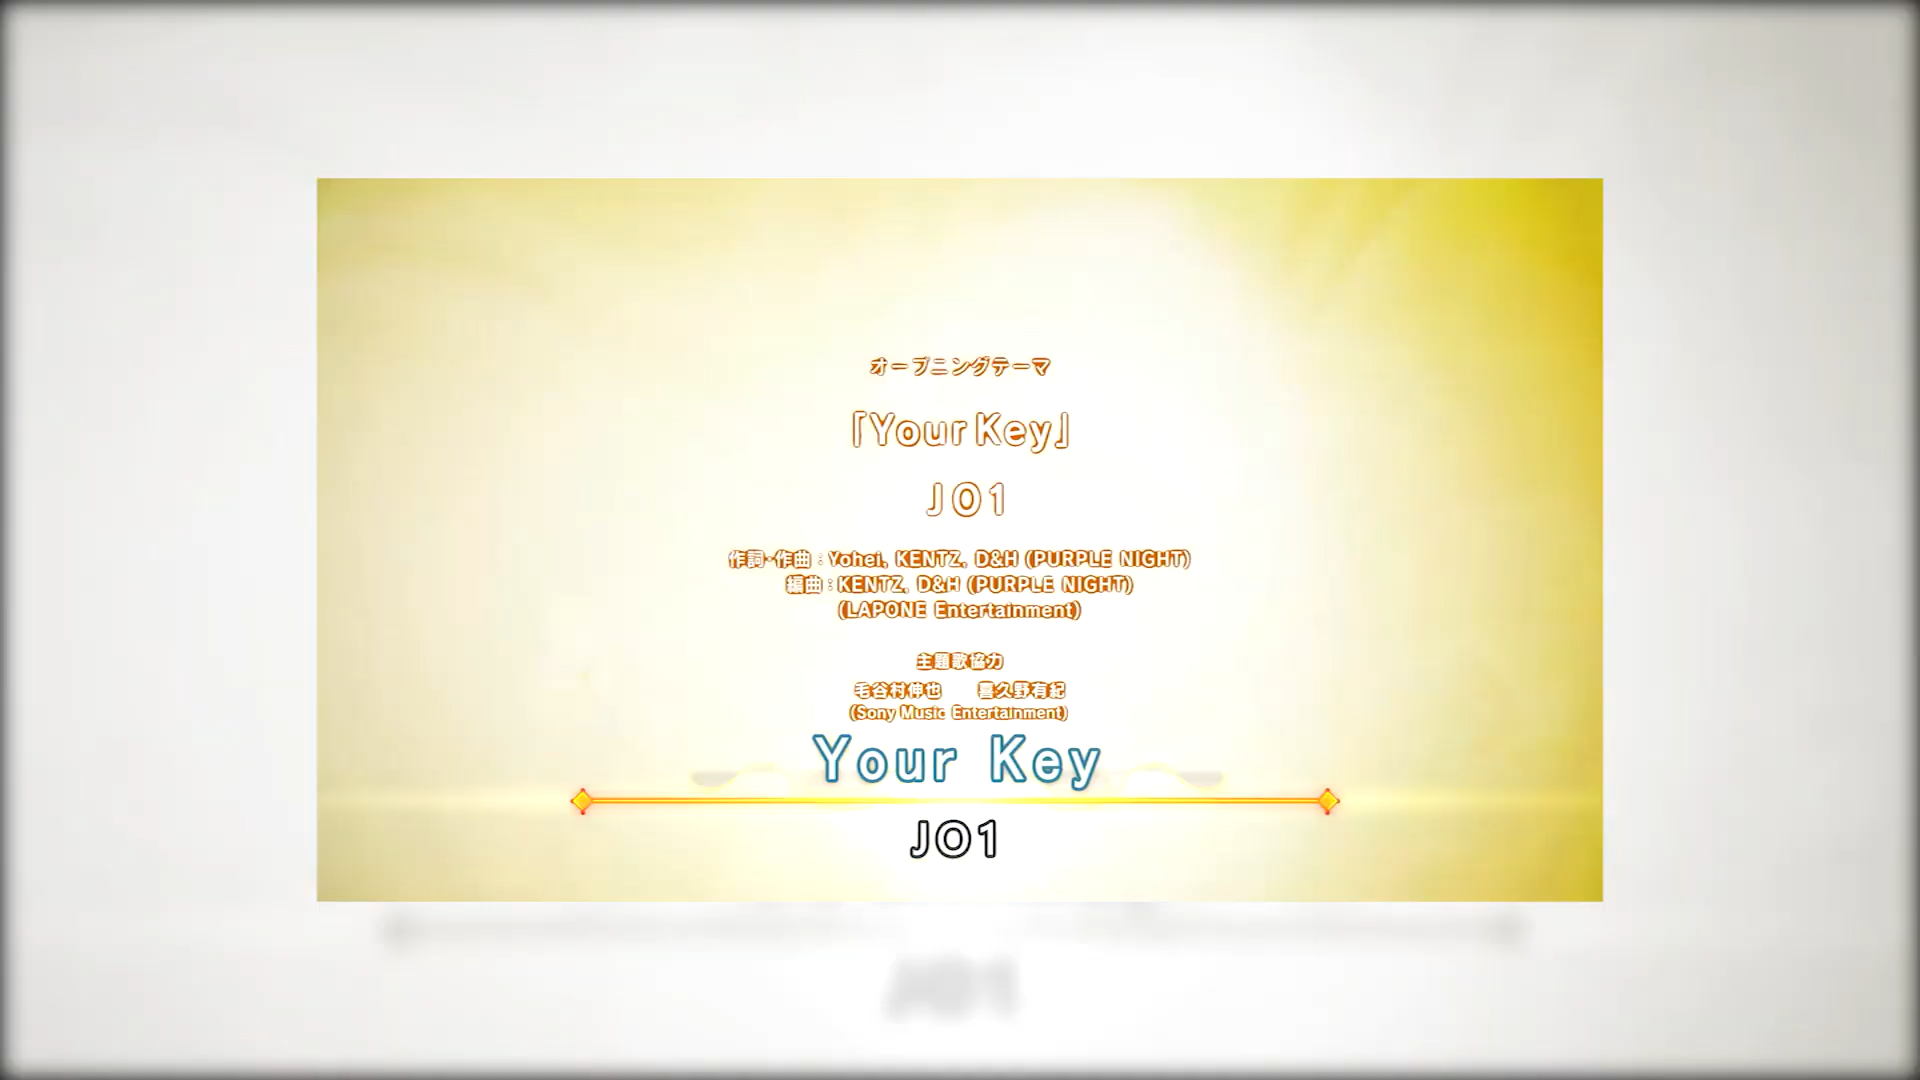 オープニングテーマ
「Your Key」
JO1
作詞・作曲：Yohei, KENTZ, D&H (PURPLE NIGHT)
編曲：KENTZ, D&H (PURPLE NIGHT)
(LAPONE Entertainment)
主題歌協力
毛谷村伸也　喜久野有紀
(Sony Music Entertainment)
Your Key
JO1
JO1